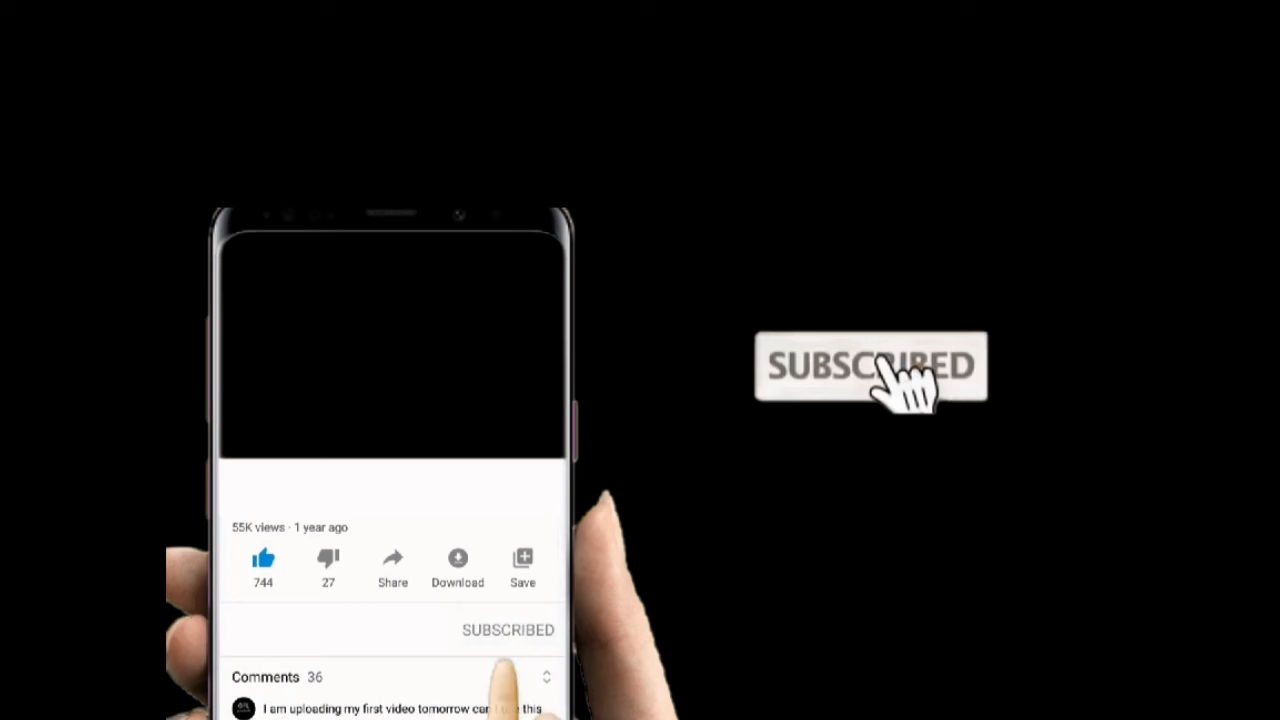 SUBSCRIBED
55K views · 1 year ago
744 27 Share Download Save
SUBSCRIBED
Comments 36
I am uploading my first video tomorrow can this